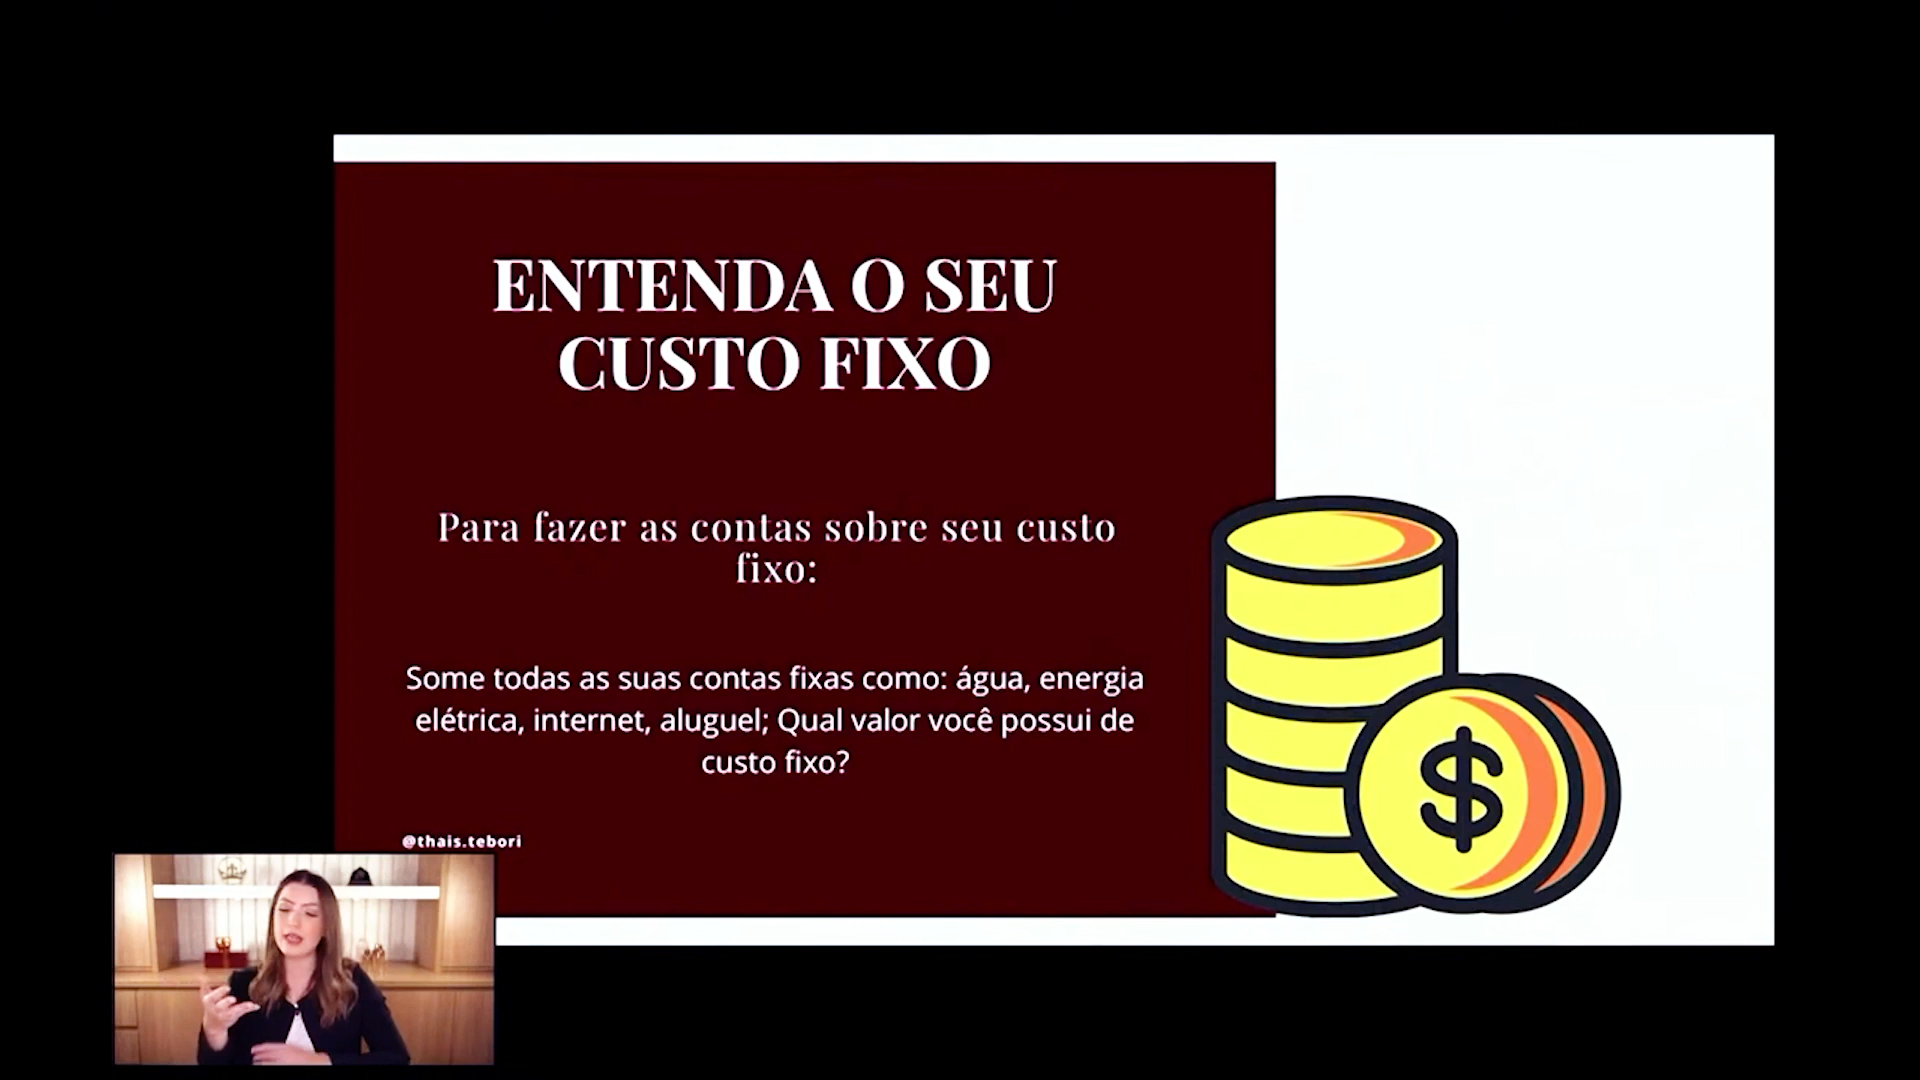 ENTENDA O SEU
CUSTO FIXO
Para fazer as contas sobre seu custo
fixo:
Some todas as suas contas fixas como: água, energia
elétrica, internet, aluguel; Qual valor você possui de
custo fixo?
@thais.tebori
$